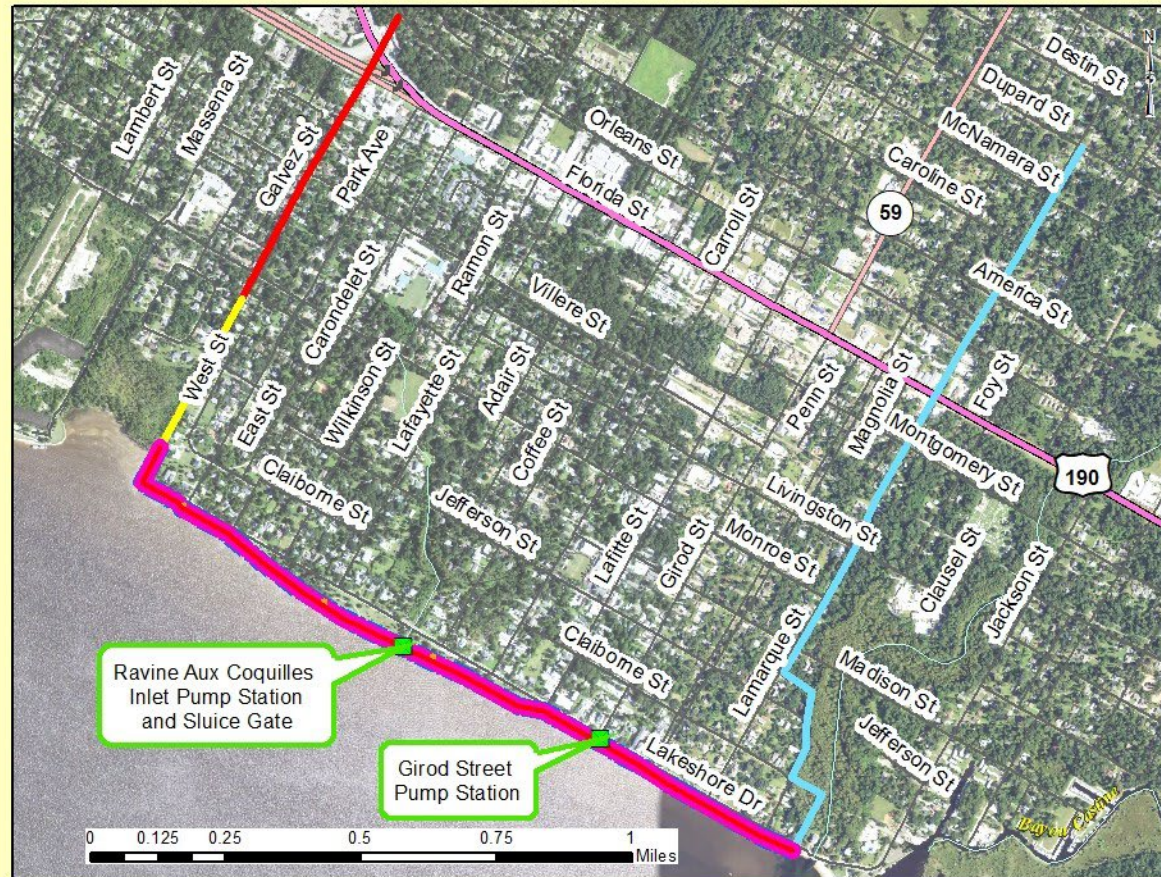 N
Destin St
Dupard St
McNamara St
Lambert St
Massena St
Galvez St
Park Ave
Orleans St
Florida St
Caroline St
59
Carroll St
America St
Ramon St
Carondelet St
Villere St
West St
East St
Wilkinson St
Lafayette St
Adair St
Coffee St
Penn St
Magnolia St
Foy St
Montgomery St
190
Claiborne St
Jefferson St
Livingston St
Lafitte St
Girod St
Monroe St
Clausel St
Jackson St
Claiborne St
Lamarque St
Madison St
Jefferson St
Lakeshore Dr
Ravine Aux Coquilles
Inlet Pump Station
and Sluice Gate
Girod Street
Pump Station
Bayou Castine
0 0.125 0.25 0.5 0.75 1
Miles